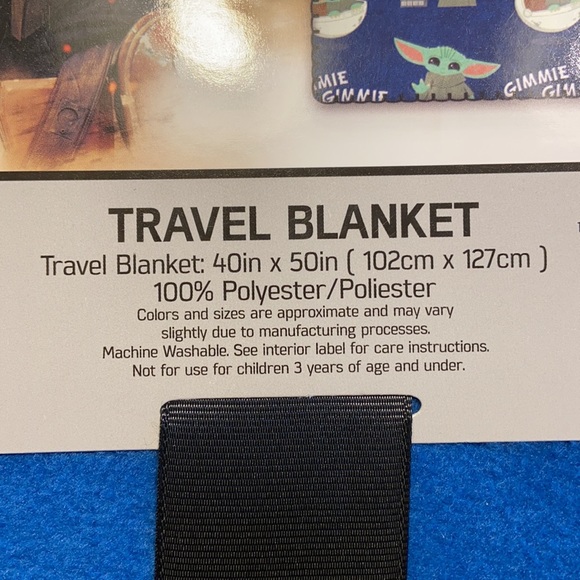 MMIE
GIMMIE
GIMMIE
GIM
TRAVEL BLANKET
Travel Blanket: 40in x 50in ( 102cm x 127cm )
100% Polyester/Poliester
Colors and sizes are approximate and may vary
slightly due to manufacturing processes.
Machine Washable. See interior label for care instructions.
Not for use for children 3 years of age and under.